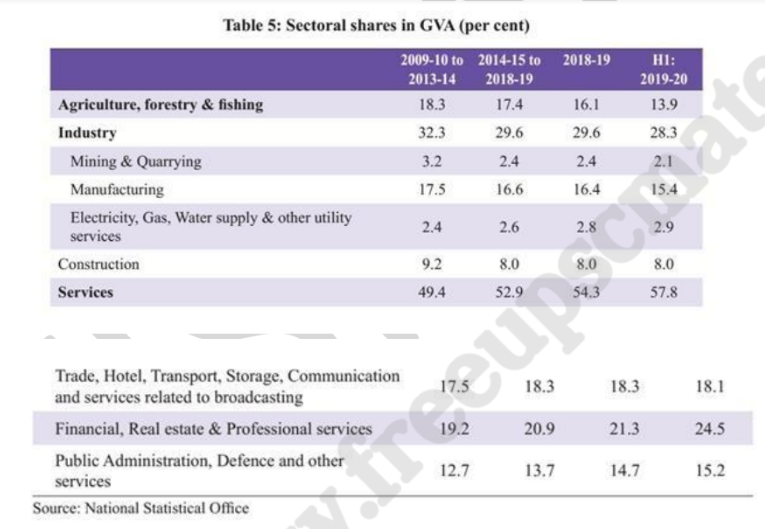 Table 5: Sectoral shares in GVA (per cent)
2009-10 to 2014-15 to 2018-19 H1:
2013-14 2018-19 2019-20
Agriculture, forestry & fishing 18.3 17.4 16.1 13.9
Industry 32.3 29.6 29.6 28.3
Mining & Quarrying 3.2 2.4 2.4 2.1
Manufacturing 17.5 16.6 16.4 15.4
Electricity, Gas, Water supply & other utility
services 2.4 2.6 2.8 2.9
Construction 9.2 8.0 8.0 8.0
Services 49.4 52.9 54.3 57.8
Trade, Hotel, Transport, Storage, Communication
and services related to broadcasting 17.5 18.3 18.3 18.1
Financial, Real estate & Professional services 19.2 20.9 21.3 24.5
Public Administration, Defence and other
services 12.7 13.7 14.7 15.2
Source: National Statistical Office